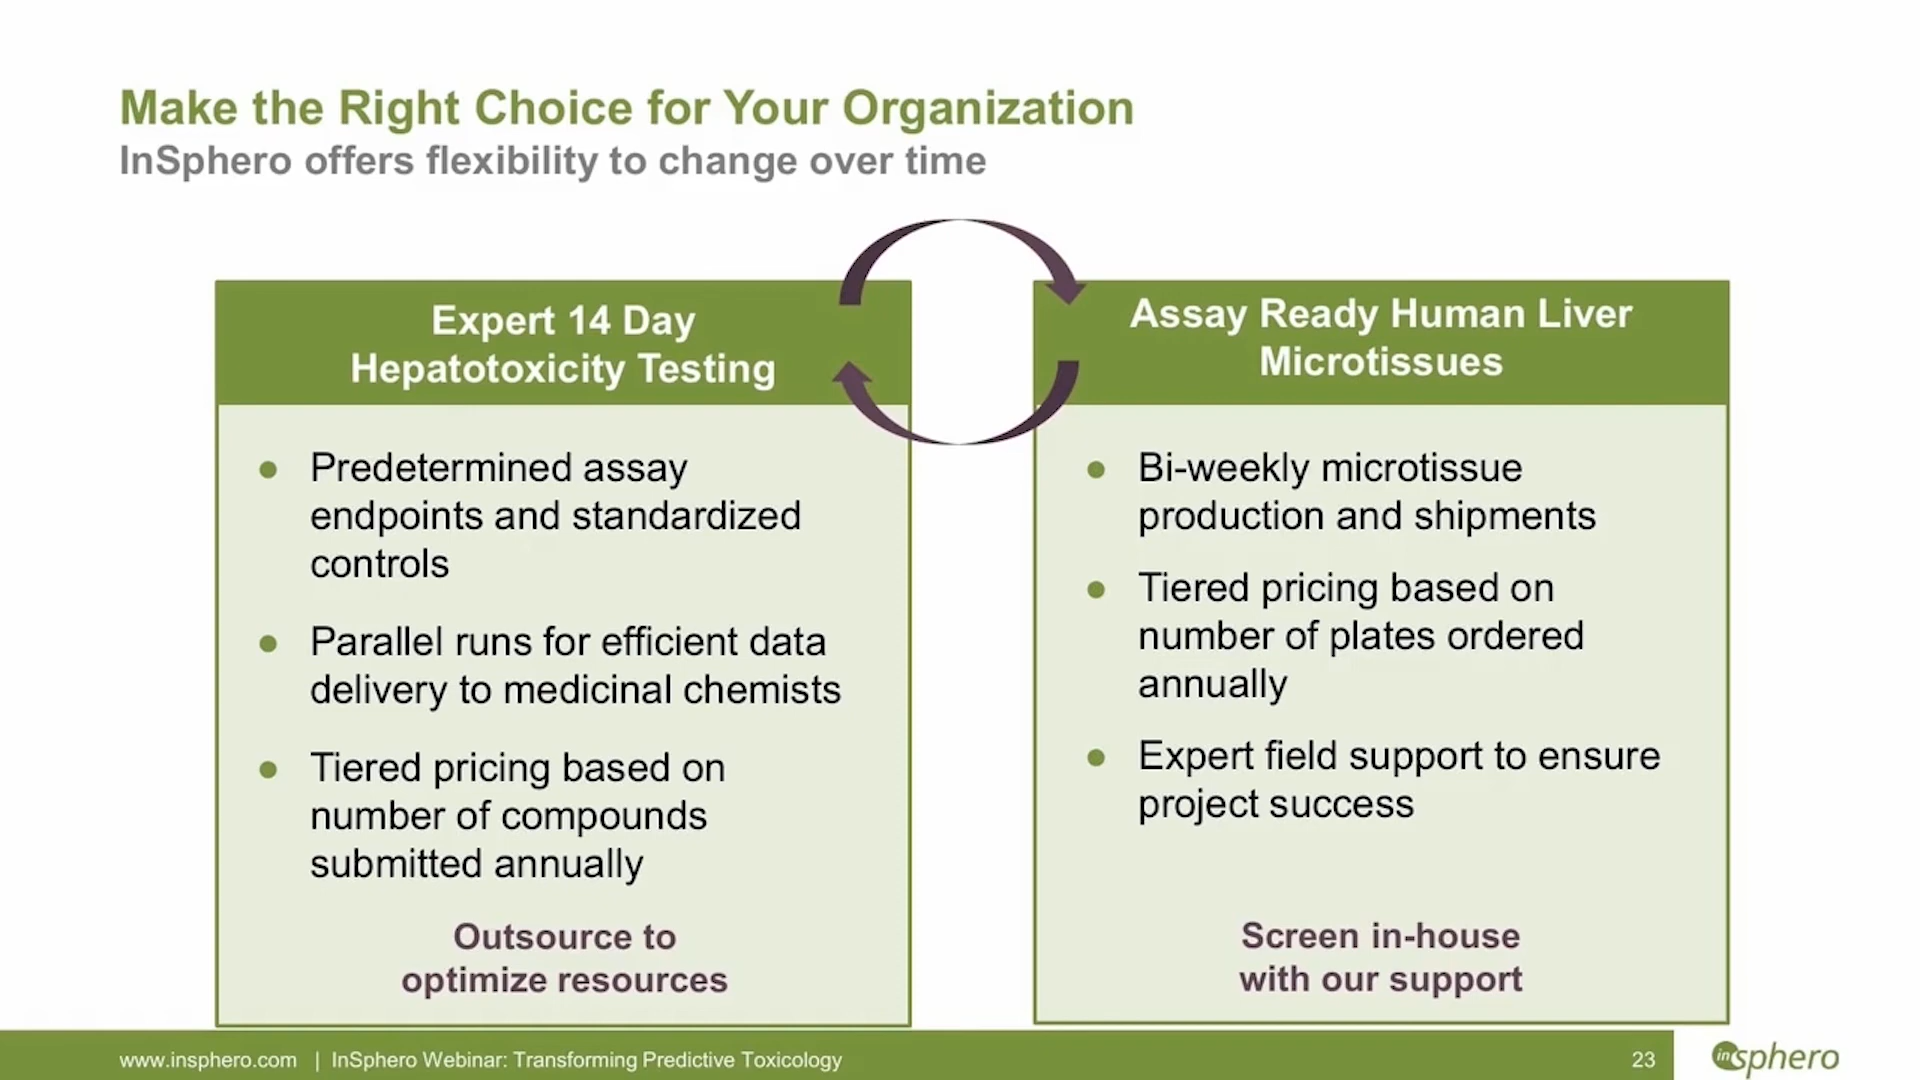 Make the Right Choice for Your Organization
InSphero offers flexibility to change over time
Expert 14 Day
Hepatotoxicity Testing
● Predetermined assay
endpoints and standardized
controls
● Parallel runs for efficient data
delivery to medicinal chemists
● Tiered pricing based on
number of compounds
submitted annually
Outsource to
optimize resources
Assay Ready Human Liver
Microtissues
● Bi-weekly microtissue
production and shipments
● Tiered pricing based on
number of plates ordered
annually
● Expert field support to ensure
project success
Screen in-house
with our support
www.insphero.com | InSphero Webinar: Transforming Predictive Toxicology
23
insphero